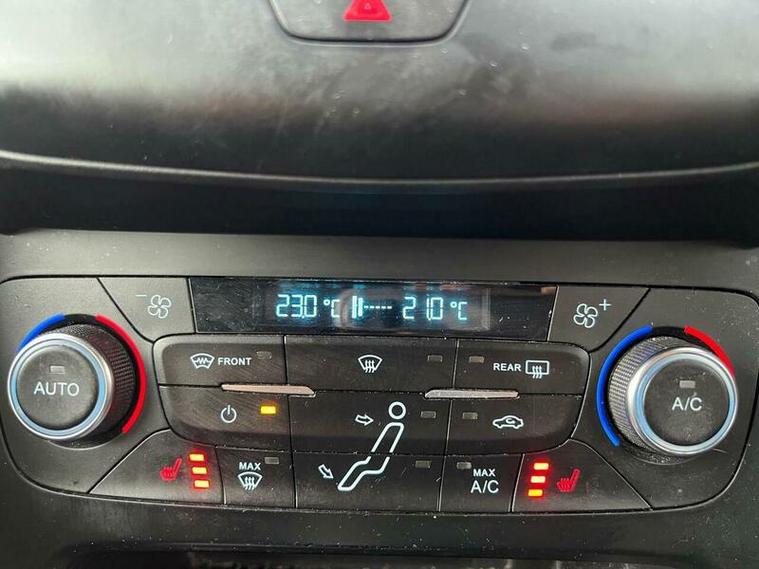 23.0 °C 21.0 °C
FRONT
REAR
AUTO
A/C
MAX
MAX
A/C